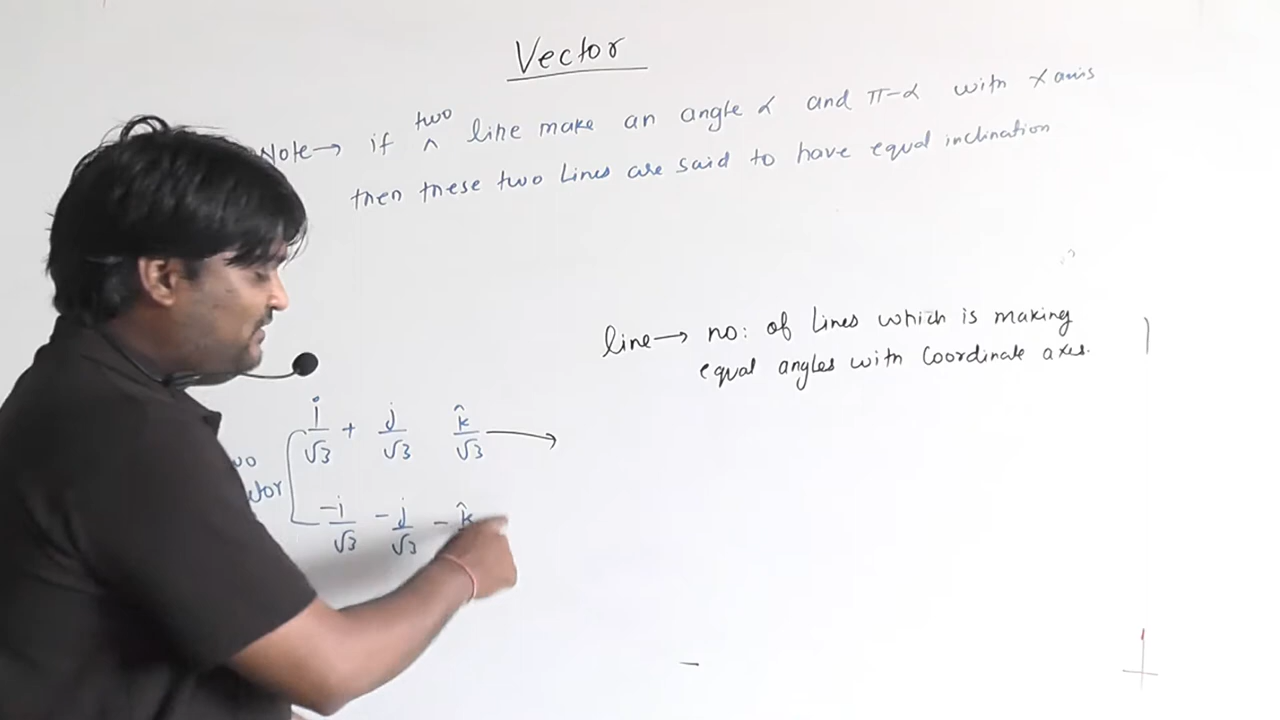 Vector
Note→ if two line make an angle α and π-α with X axis
then these two Lines are said to have equal inclination
line→ no: of Lines which is making
equal angles with Coordinate axes.
i/√3 + j/√3 k̂/√3 →
-i/√3 - j/√3 - k̂